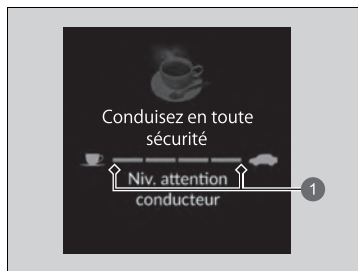 Conduisez en toute
sécurité
Niv. attention
conducteur
1